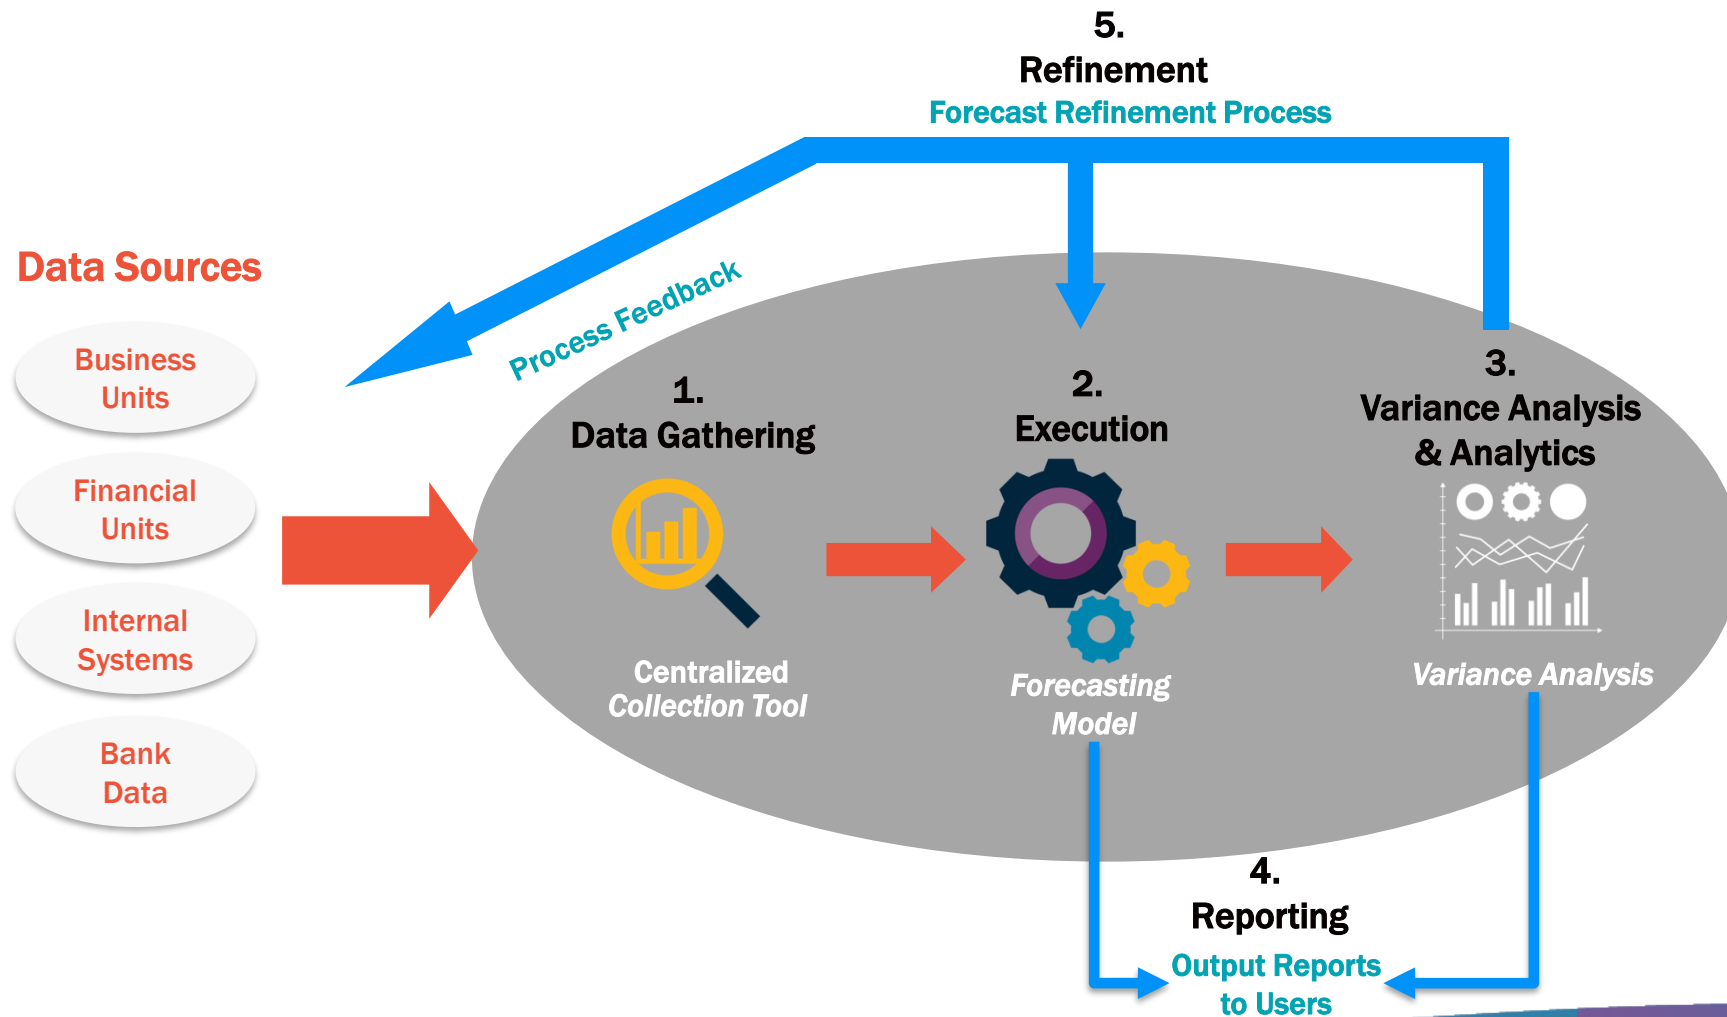 5.
Refinement
Forecast Refinement Process
Data Sources
Business
Units
Financial
Units
Internal
Systems
Bank
Data
Process Feedback
1.
Data Gathering
Centralized
Collection Tool
2.
Execution
Forecasting
Model
3.
Variance Analysis
& Analytics
Variance Analysis
4.
Reporting
Output Reports
to Users